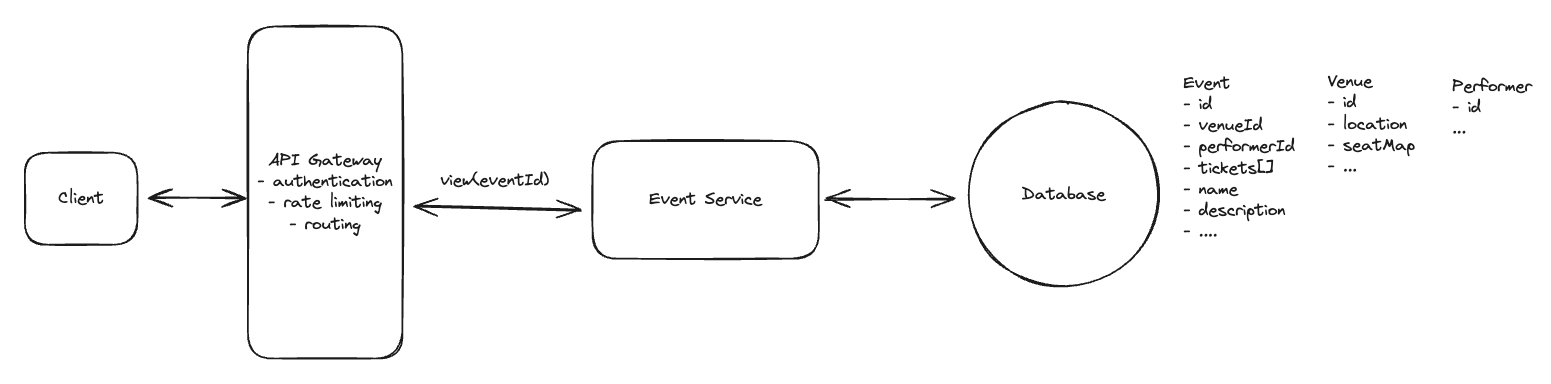 Client
API Gateway
- authentication
- rate limiting
- routing
view(eventId)
Event Service
Database
Event
- id
- venueId
- performerId
- tickets[]
- name
- description
- ....
Venue
- id
- location
- seatMap
- ...
Performer
- id
...